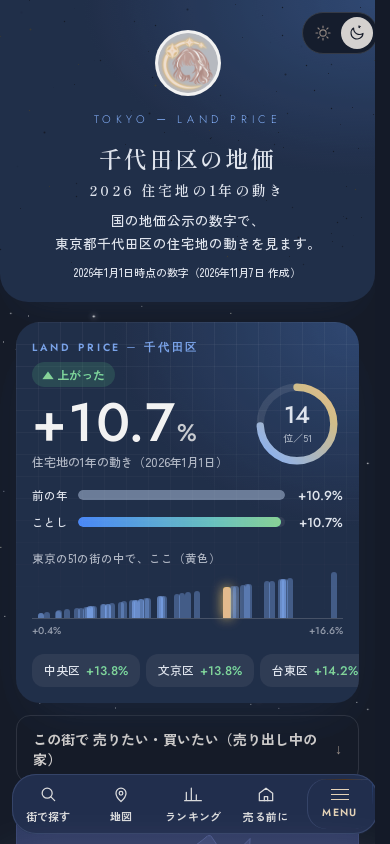 TOKYO — LAND PRICE
千代田区の地価
2026 住宅地の1年の動き
国の地価公示の数字で、
東京都千代田区の住宅地の動きを見ます。
2026年1月1日時点の数字（2026年11月7日 作成）
LAND PRICE — 千代田区
▲ 上がった
+10.7%
14
位／51
住宅地の1年の動き（2026年1月1日）
前の年 +10.9%
ことし +10.7%
東京の51の街の中で、ここ（黄色）
+0.4% +16.6%
中央区 +13.8% 文京区 +13.8% 台東区 +14.2%
この街で 売りたい・買いたい（売り出し中の
家） ↓
街で探す 地図 ランキング 売る前に MENU